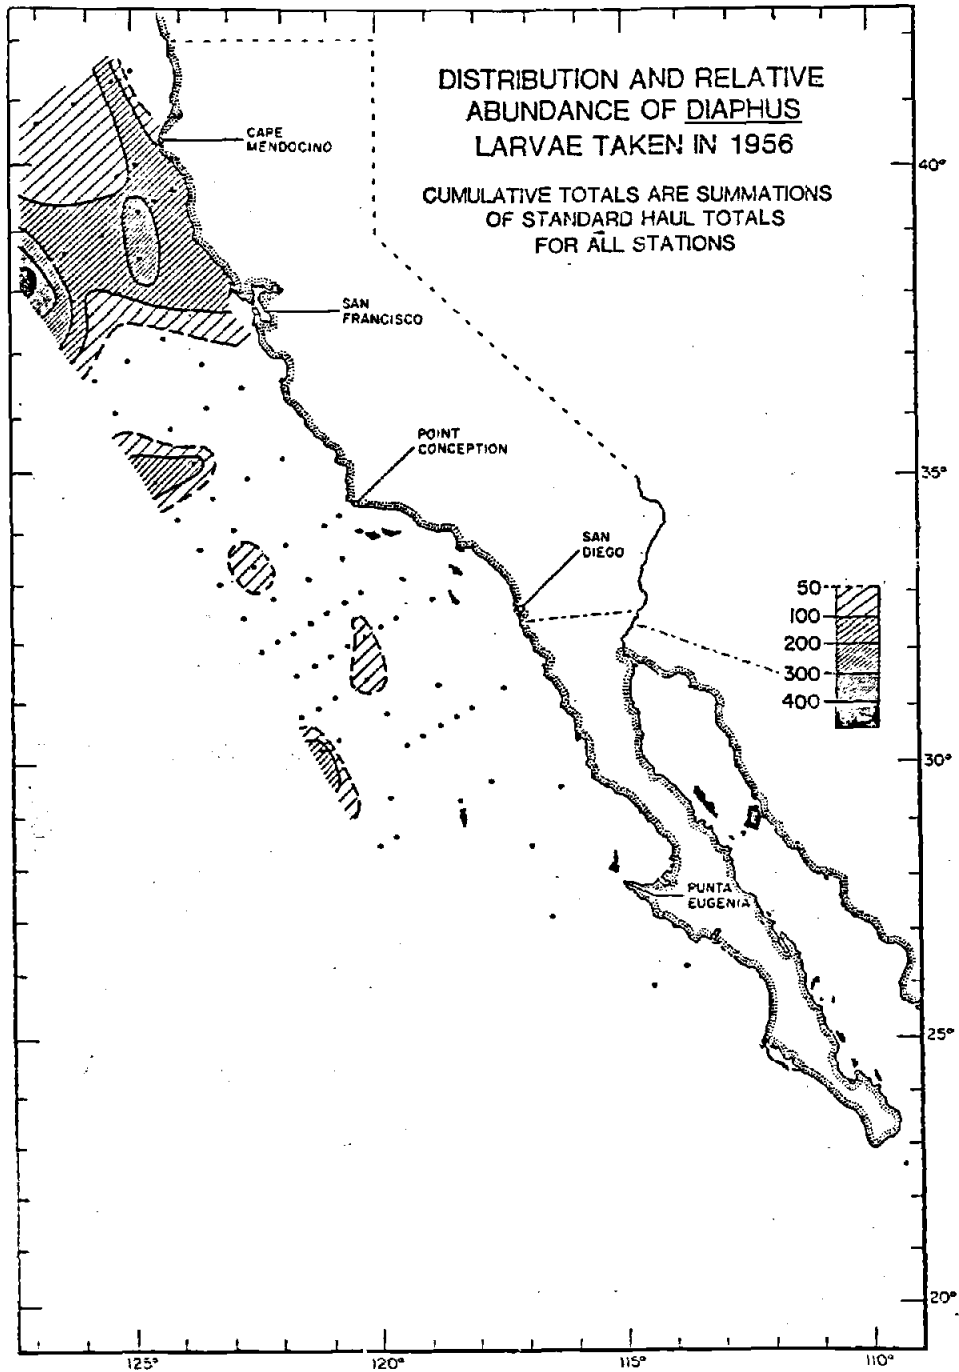 DISTRIBUTION AND RELATIVE
ABUNDANCE OF DIAPHUS
LARVAE TAKEN IN 1956
CUMULATIVE TOTALS ARE SUMMATIONS
OF STANDARD HAUL TOTALS
FOR ALL STATIONS
CAPE
MENDOCINO
40°
SAN
FRANCISCO
POINT
CONCEPTION
35°
SAN
DIEGO
50
100
200
300
400
30°
PUNTA
EUGENIA
25°
20°
125°
120°
115°
110°